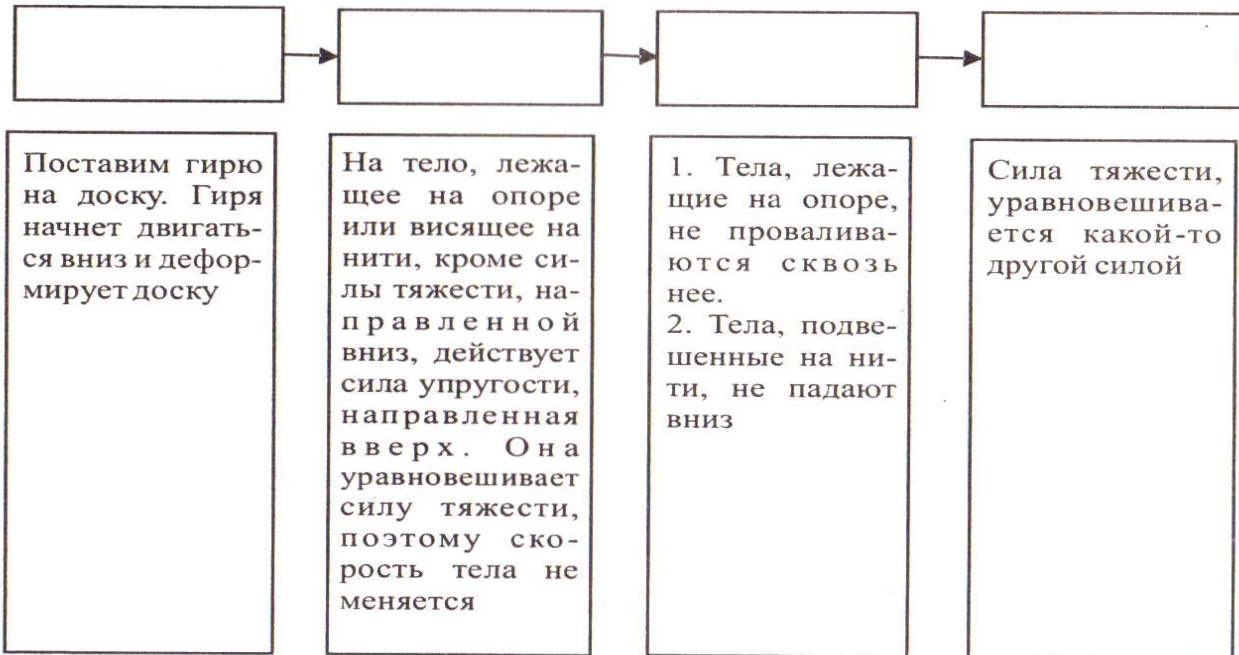 Поставим гирю
на доску. Гиря
начнет двигать-
ся вниз и дефор-
мирует доску
На тело, лежа-
щее на опоре
или висящее на
нити, кроме си-
лы тяжести, на-
правленной
вниз, действует
сила упругости,
направленная
вверх. Она
уравновешивает
силу тяжести,
поэтому ско-
рость тела не
меняется
1. Тела, лежа-
щие на опоре,
не провалива-
ются сквозь
нее.
2. Тела, подве-
шенные на ни-
ти, не падают
вниз
Сила тяжести,
уравновешива-
ется какой-то
другой силой